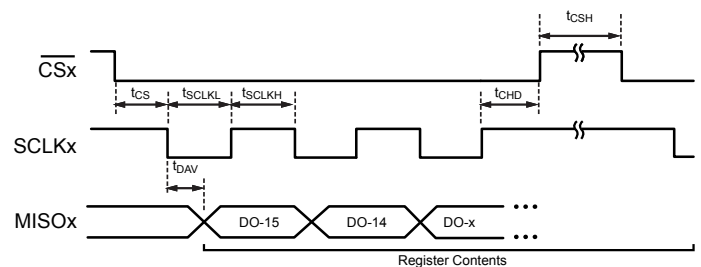 tCSH
CSx
tCS
tSCLKL
tSCLKH
tCHD
SCLKx
tDAV
MISOx
DO-15
DO-14
DO-x
Register Contents